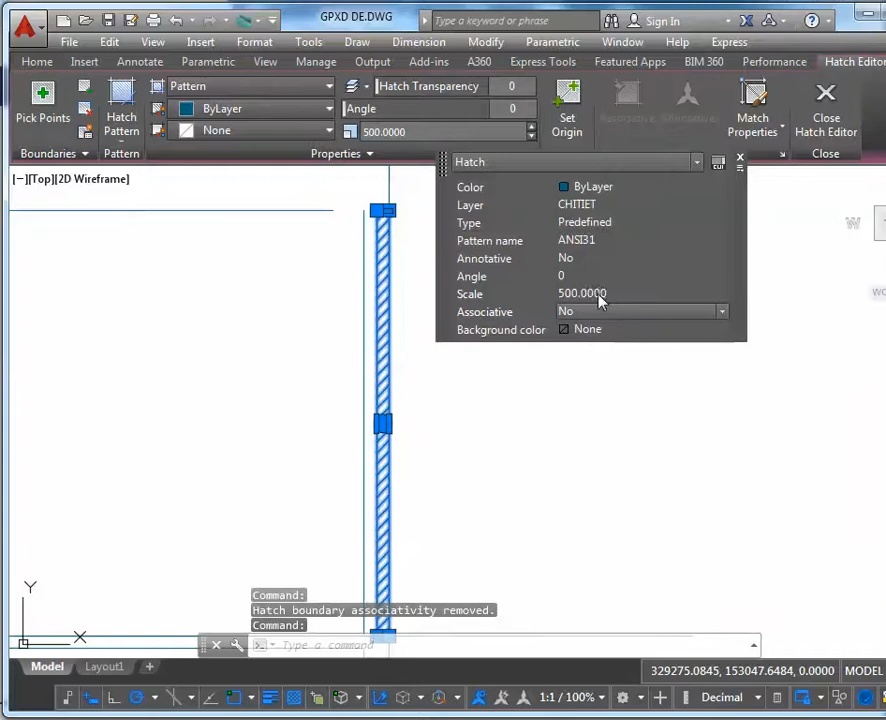 GPXD DE.DWG
Type a keyword or phrase
Sign In
File Edit View Insert Format Tools Draw Dimension Modify Parametric Window Help Express
Home Insert Annotate Parametric View Manage Output Add-ins A360 Express Tools Featured Apps BIM 360 Performance Hatch Editor
Pattern
Hatch Transparency 0
ByLayer
Angle 0
None
500.0000
Pick Points
Hatch Pattern
Set Origin
Match Properties
Close Hatch Editor
Boundaries Pattern Properties Close
Hatch
Color ByLayer
Layer CHITIET
Type Predefined
Pattern name ANSI31
Annotative No
Angle 0
Scale 500.0000
Associative No
Background color None
[−][Top][2D Wireframe]
W
Y
X
Command:
Hatch boundary associativity removed.
Command:
Type a command
Model Layout1
329275.0845, 153047.6484, 0.0000 MODEL
1:1 / 100% Decimal